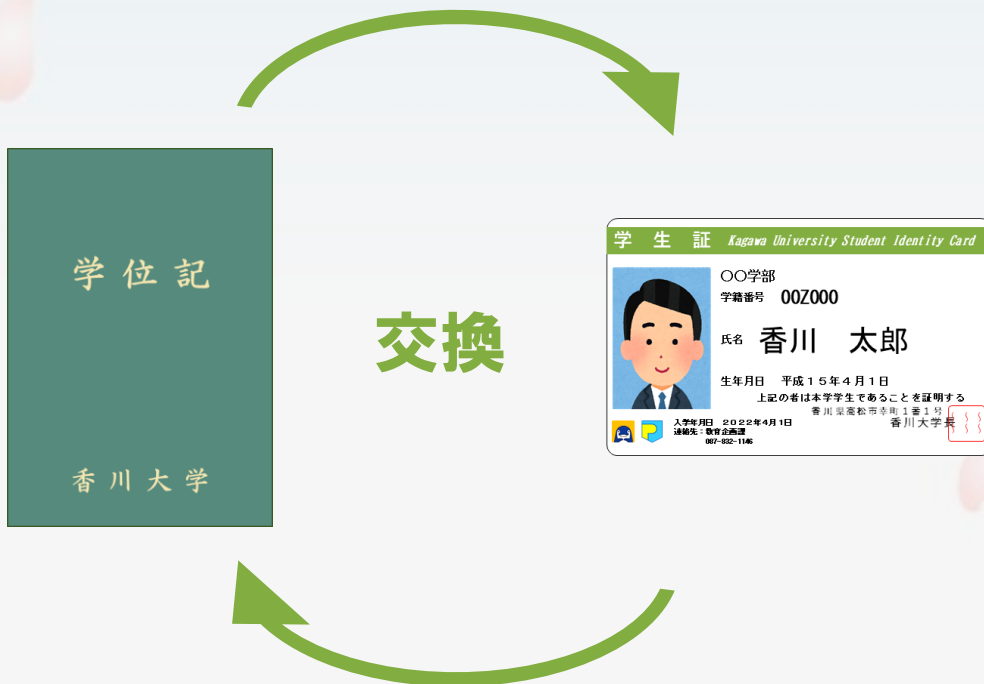 学位記
香川大学
交換
学生証 Kagawa University Student Identity Card
〇〇学部
学籍番号 00Z000
氏名 香川 太郎
生年月日 平成15年4月1日
上記の者は本学学生であることを証明する
香川県高松市幸町1番1号
香川大学長
入学年月日 2022年4月1日
連絡先:教育企画課
087-832-1146